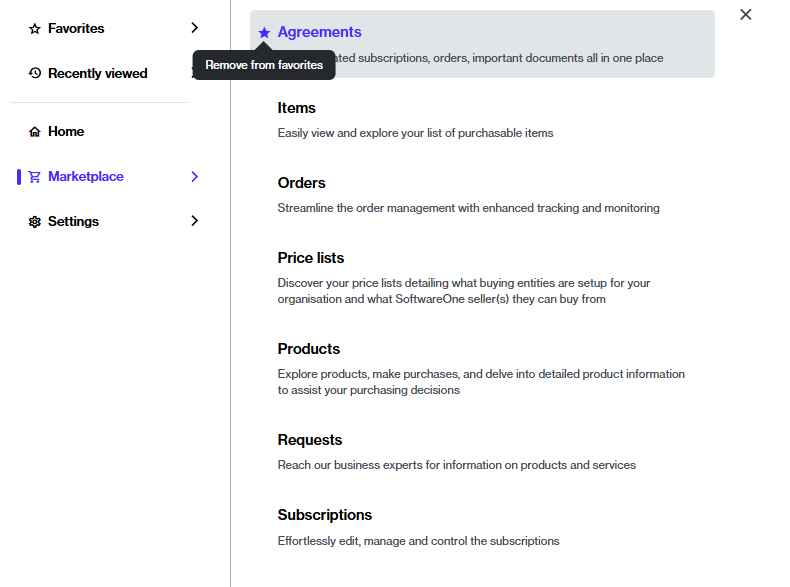 Favorites
Recently viewed
Home
Marketplace
Settings
Agreements
Remove from favorites
subscriptions, orders, important documents all in one place
Items
Easily view and explore your list of purchasable items
Orders
Streamline the order management with enhanced tracking and monitoring
Price lists
Discover your price lists detailing what buying entities are setup for your
organisation and what SoftwareOne seller(s) they can buy from
Products
Explore products, make purchases, and delve into detailed product information
to assist your purchasing decisions
Requests
Reach our business experts for information on products and services
Subscriptions
Effortlessly edit, manage and control the subscriptions